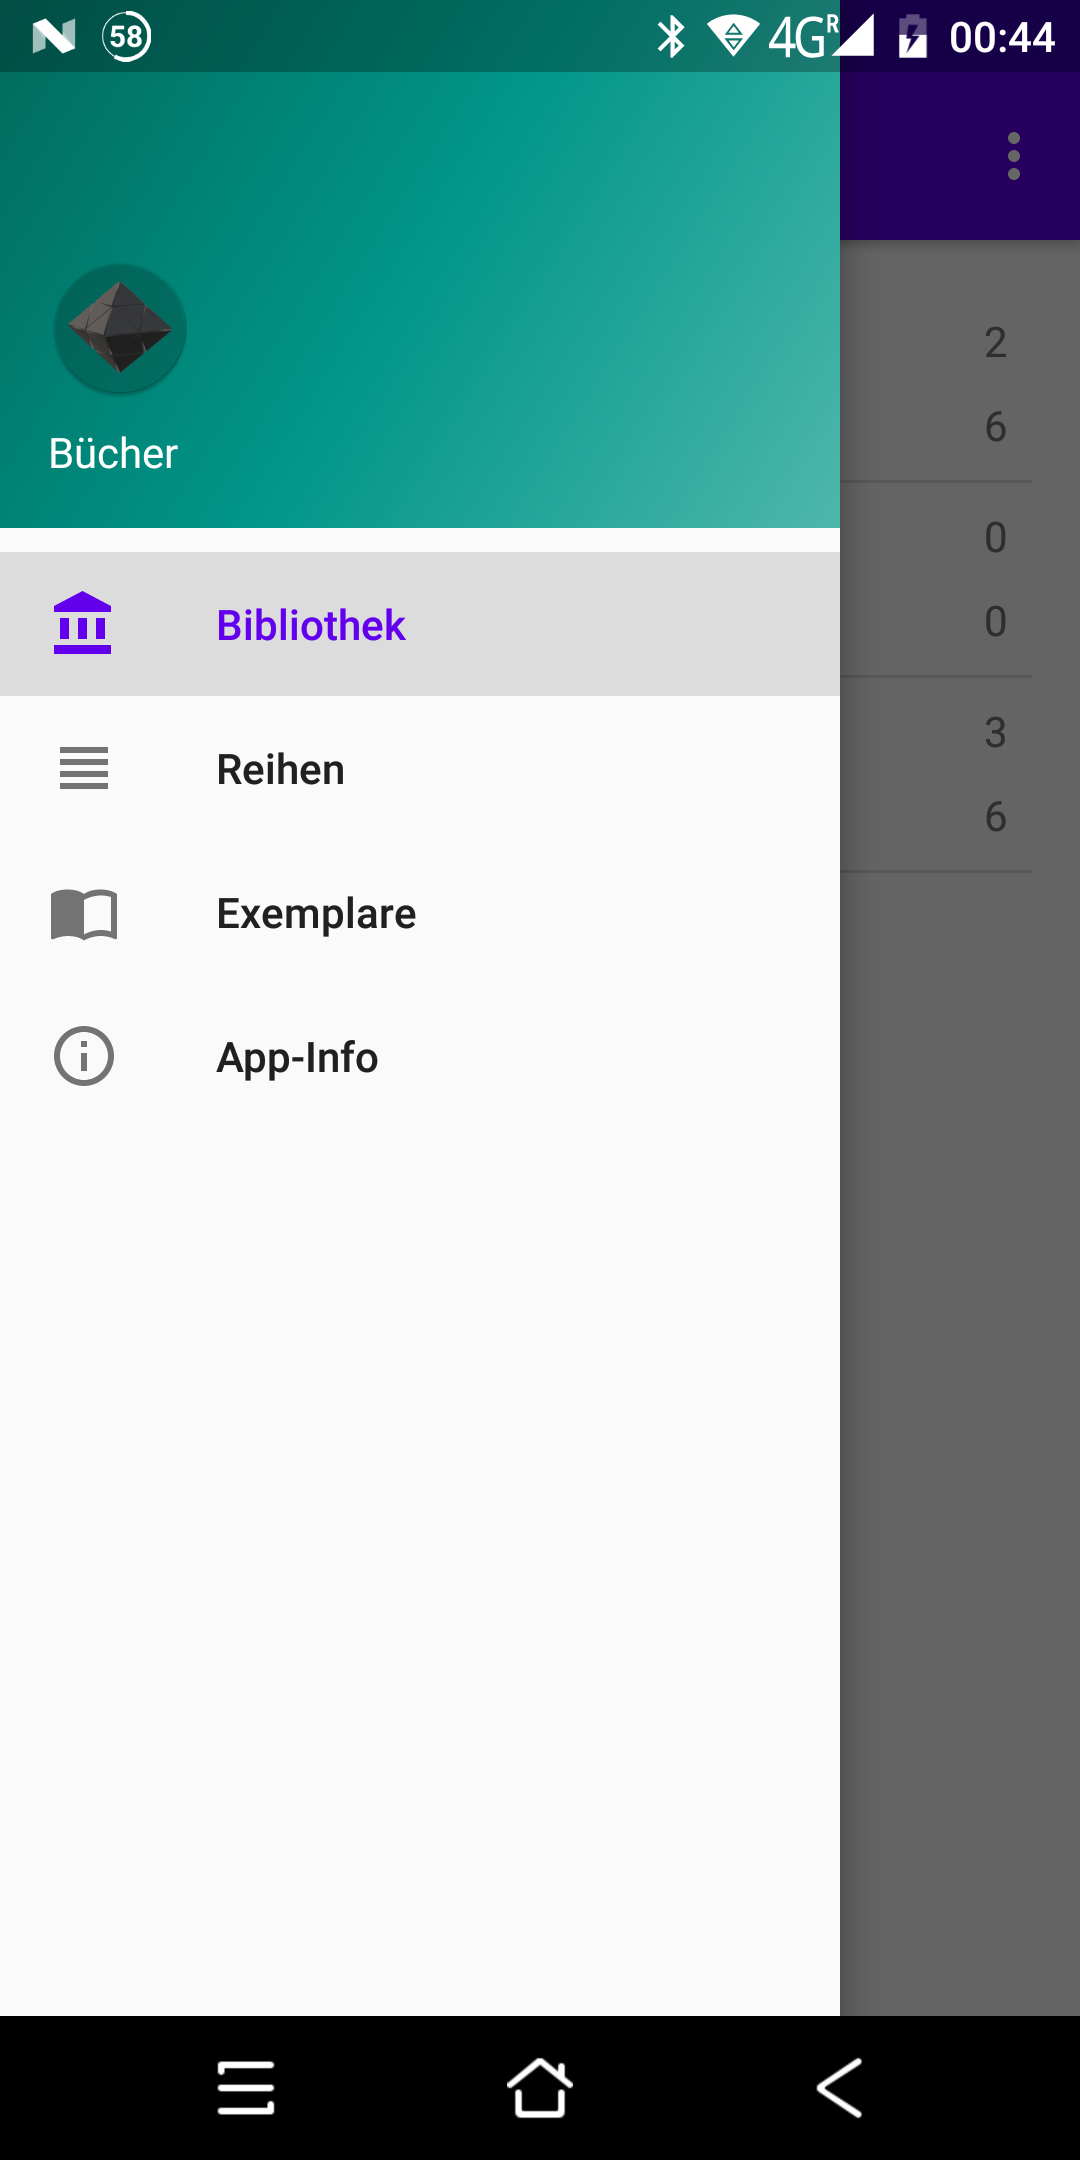 58 4G R 00:44
2
6
Bücher
0
0
Bibliothek
3
Reihen
6
Exemplare
App-Info